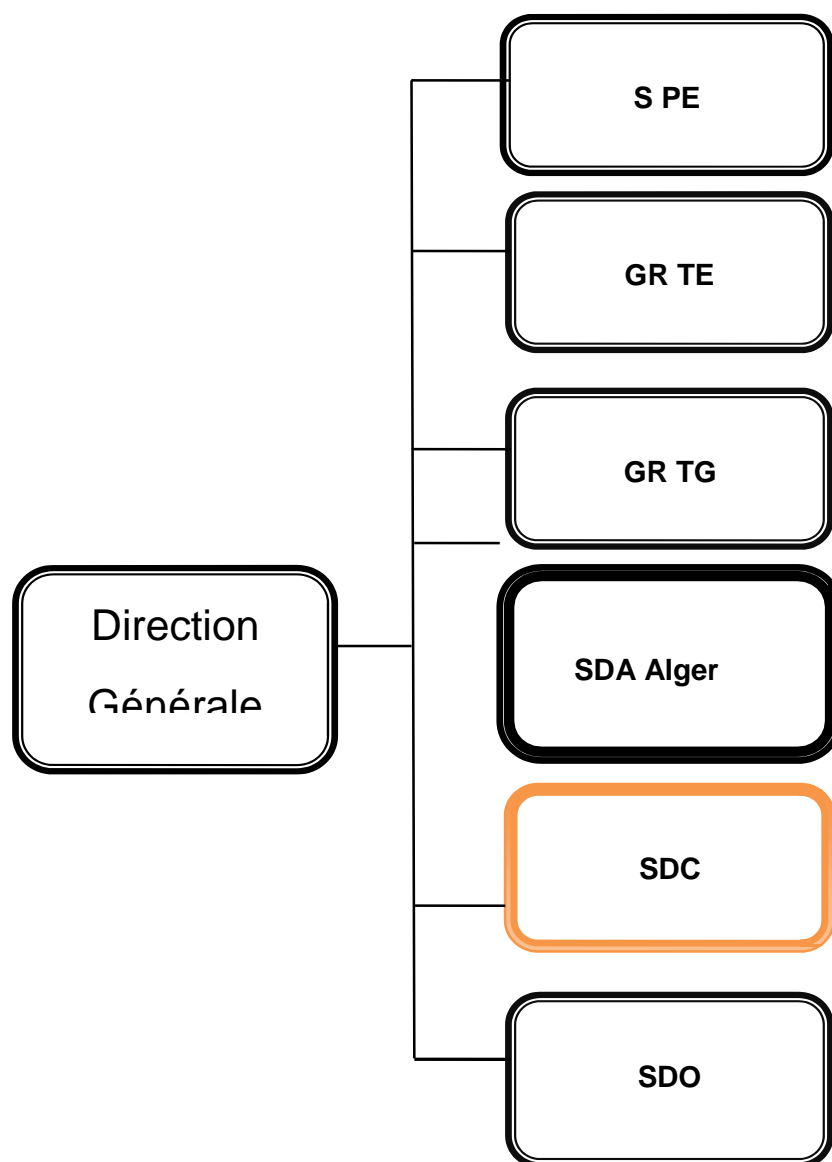 S PE
GR TE
GR TG
Direction
Générale
SDA Alger
SDC
SDO